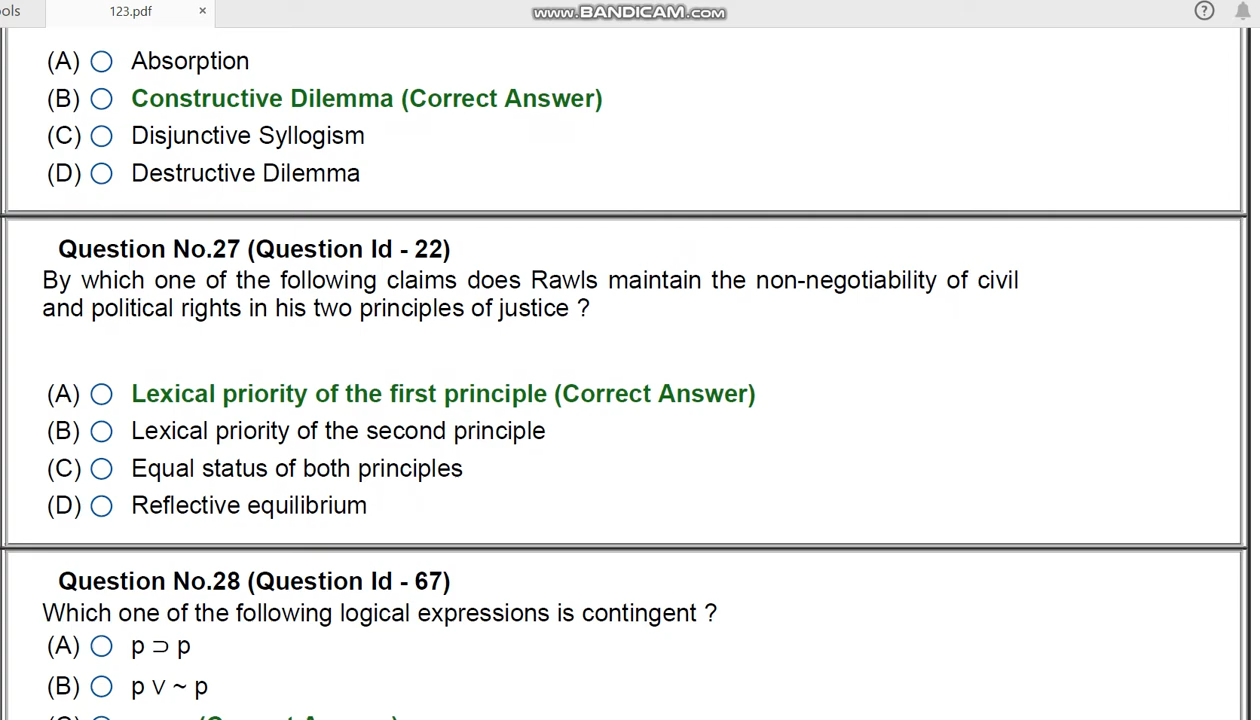 ols
123.pdf ×
www.BANDICAM.com
?
(A) Absorption
(B) Constructive Dilemma (Correct Answer)
(C) Disjunctive Syllogism
(D) Destructive Dilemma
Question No.27 (Question Id - 22)
By which one of the following claims does Rawls maintain the non-negotiability of civil
and political rights in his two principles of justice ?
(A) Lexical priority of the first principle (Correct Answer)
(B) Lexical priority of the second principle
(C) Equal status of both principles
(D) Reflective equilibrium
Question No.28 (Question Id - 67)
Which one of the following logical expressions is contingent ?
(A) p ⊃ p
(B) p ∨ ~ p
(Correct Answer)